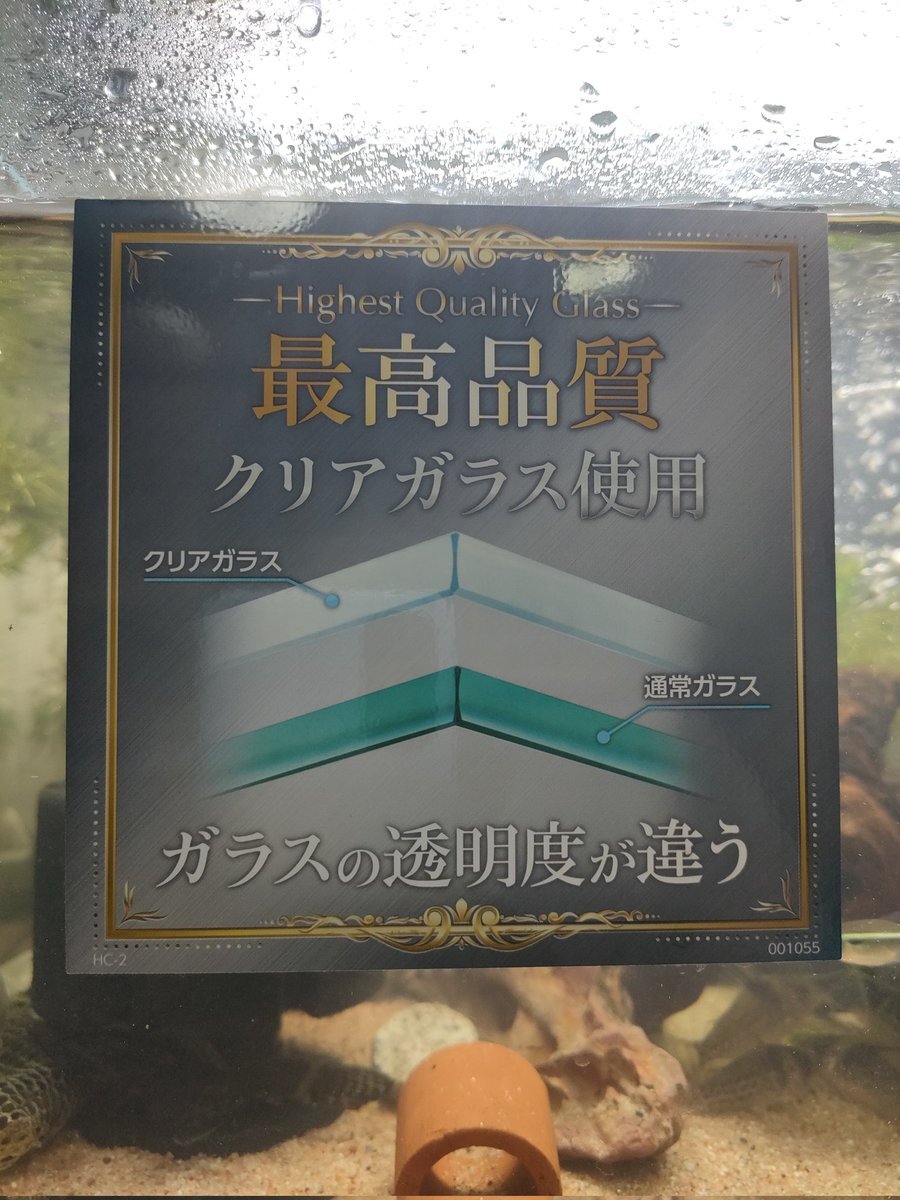 Highest Quality Glass
最高品質
クリアガラス使用
クリアガラス
通常ガラス
ガラスの透明度が違う
HC-2
001055